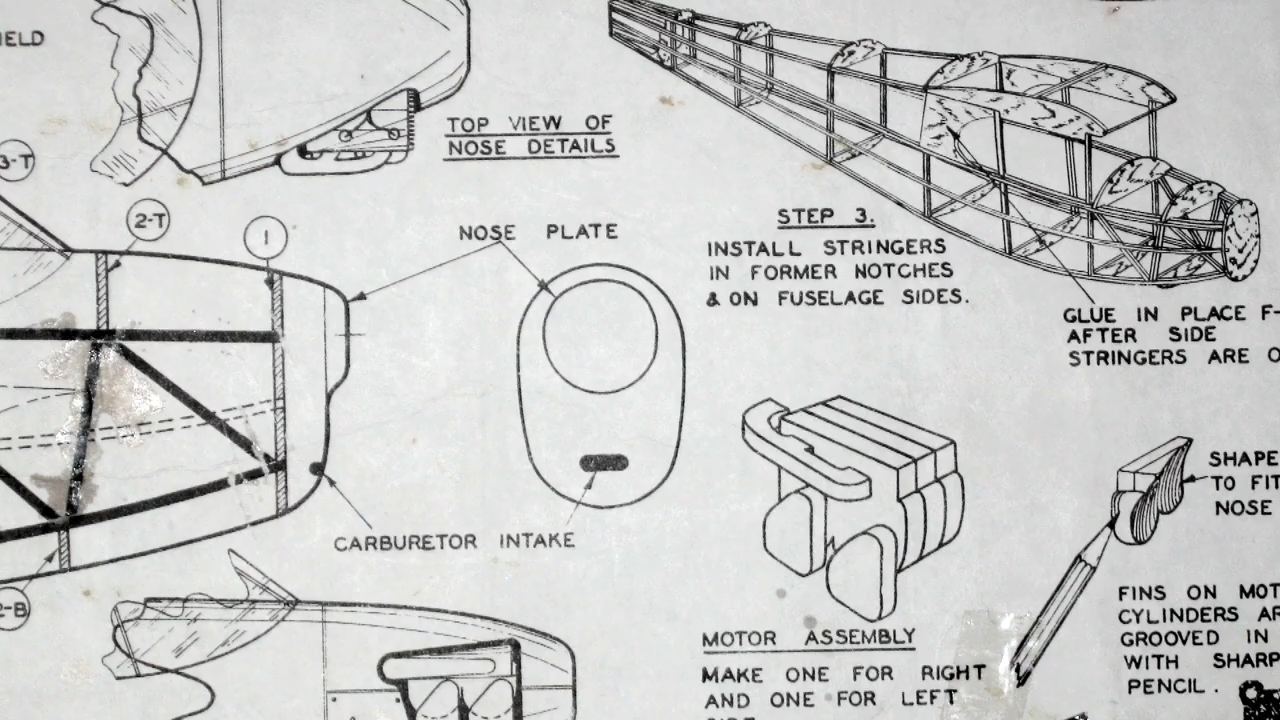 IELD
TOP VIEW OF
NOSE DETAILS
3-T
2-T
1
NOSE PLATE
STEP 3.
INSTALL STRINGERS
IN FORMER NOTCHES
& ON FUSELAGE SIDES.
GLUE IN PLACE F-
AFTER SIDE
STRINGERS ARE O
CARBURETOR INTAKE
SHAPE
TO FIT
NOSE
2-B
MOTOR ASSEMBLY
MAKE ONE FOR RIGHT
AND ONE FOR LEFT
FINS ON MOT
CYLINDERS AR
GROOVED IN
WITH SHARP
PENCIL.